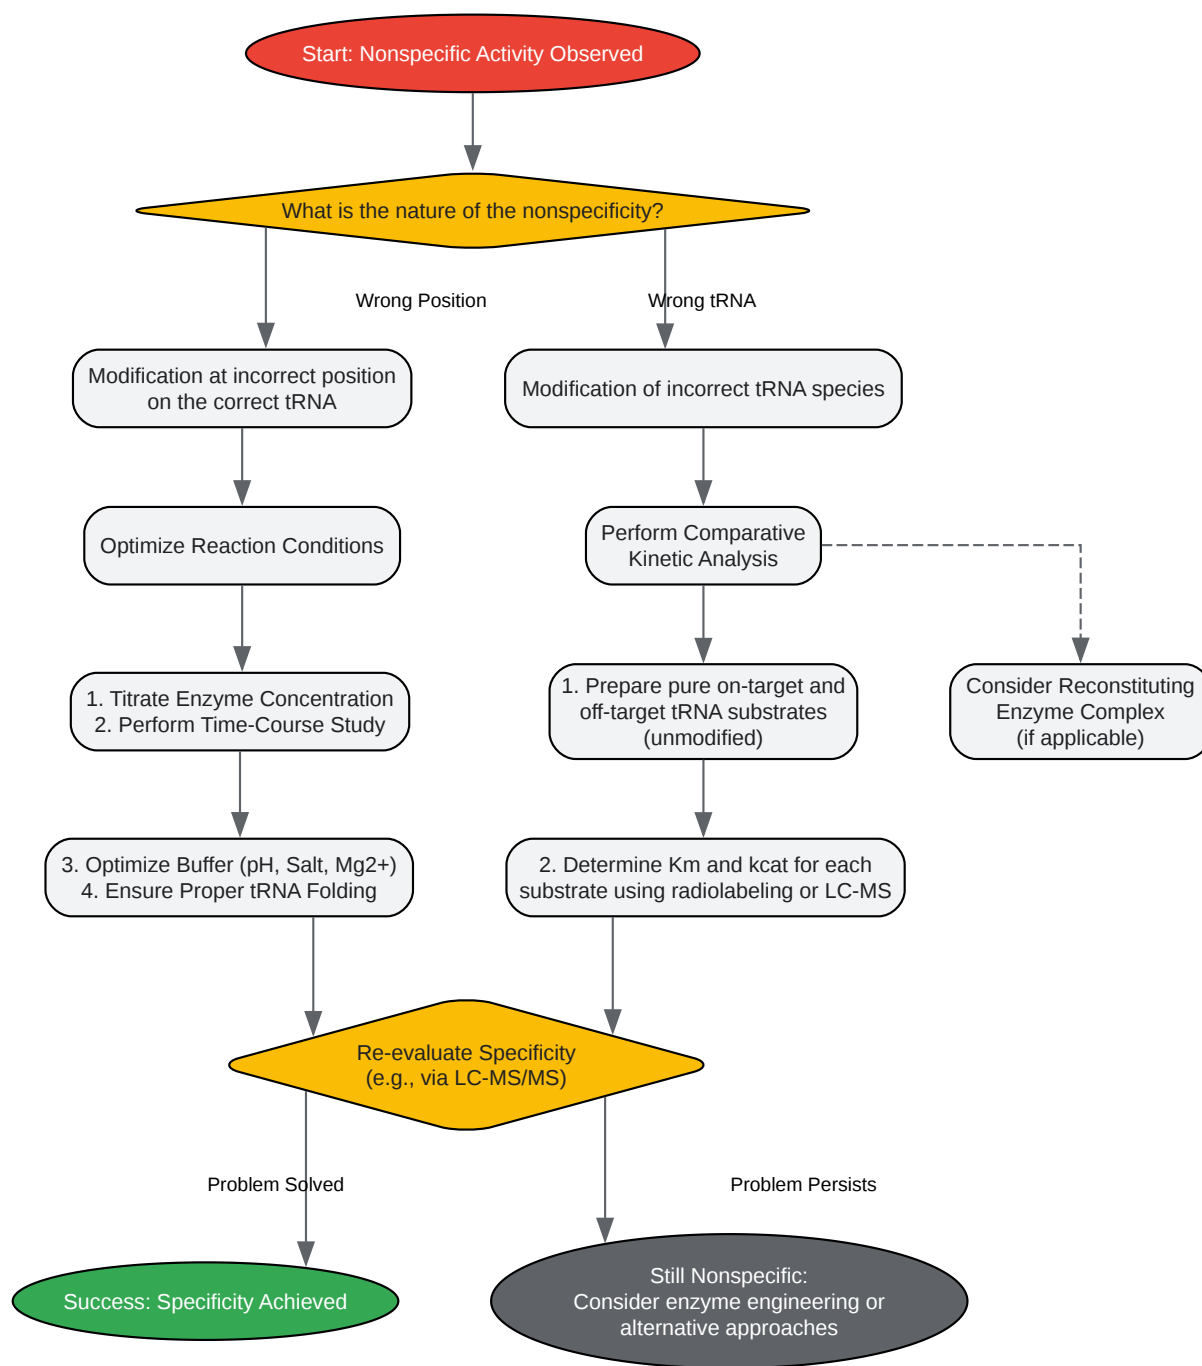 Start: Nonspecific Activity Observed
What is the nature of the nonspecificity?
Wrong Position
Wrong tRNA
Modification at incorrect position
on the correct tRNA
Modification of incorrect tRNA species
Optimize Reaction Conditions
Perform Comparative
Kinetic Analysis
1. Titrate Enzyme Concentration
2. Perform Time-Course Study
1. Prepare pure on-target and
off-target tRNA substrates
(unmodified)
Consider Reconstituting
Enzyme Complex
(if applicable)
3. Optimize Buffer (pH, Salt, Mg2+)
4. Ensure Proper tRNA Folding
2. Determine Km and kcat for each
substrate using radiolabeling or LC-MS
Re-evaluate Specificity
(e.g., via LC-MS/MS)
Problem Solved
Problem Persists
Success: Specificity Achieved
Still Nonspecific:
Consider enzyme engineering or
alternative approaches